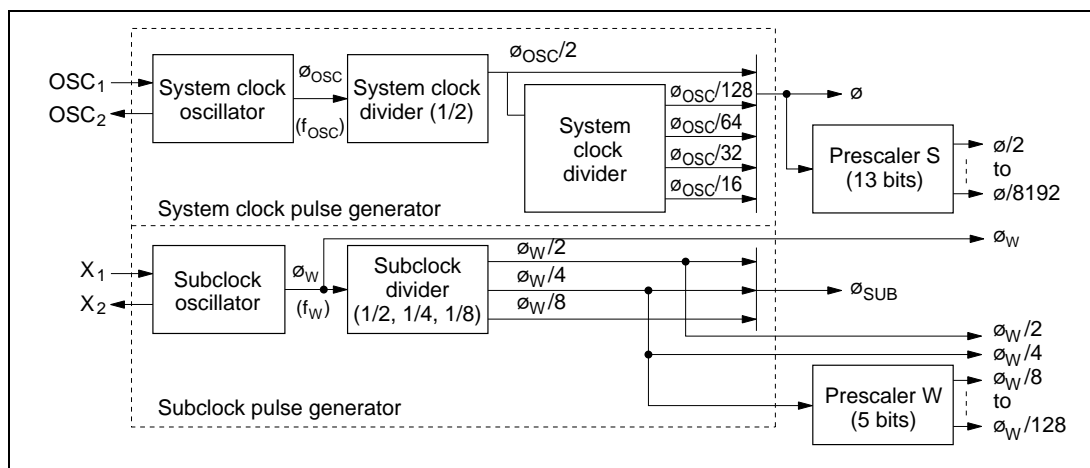 OSC1
OSC2
System clock
oscillator
øOSC
(fOSC)
System clock
divider (1/2)
øOSC/2
System
clock
divider
øOSC/128
øOSC/64
øOSC/32
øOSC/16
ø
Prescaler S
(13 bits)
ø/2
to
ø/8192
System clock pulse generator
X1
X2
Subclock
oscillator
øW
(fW)
Subclock
divider
(1/2, 1/4, 1/8)
øW/2
øW/4
øW/8
øW
øSUB
øW/2
øW/4
Prescaler W
(5 bits)
øW/8
to
øW/128
Subclock pulse generator